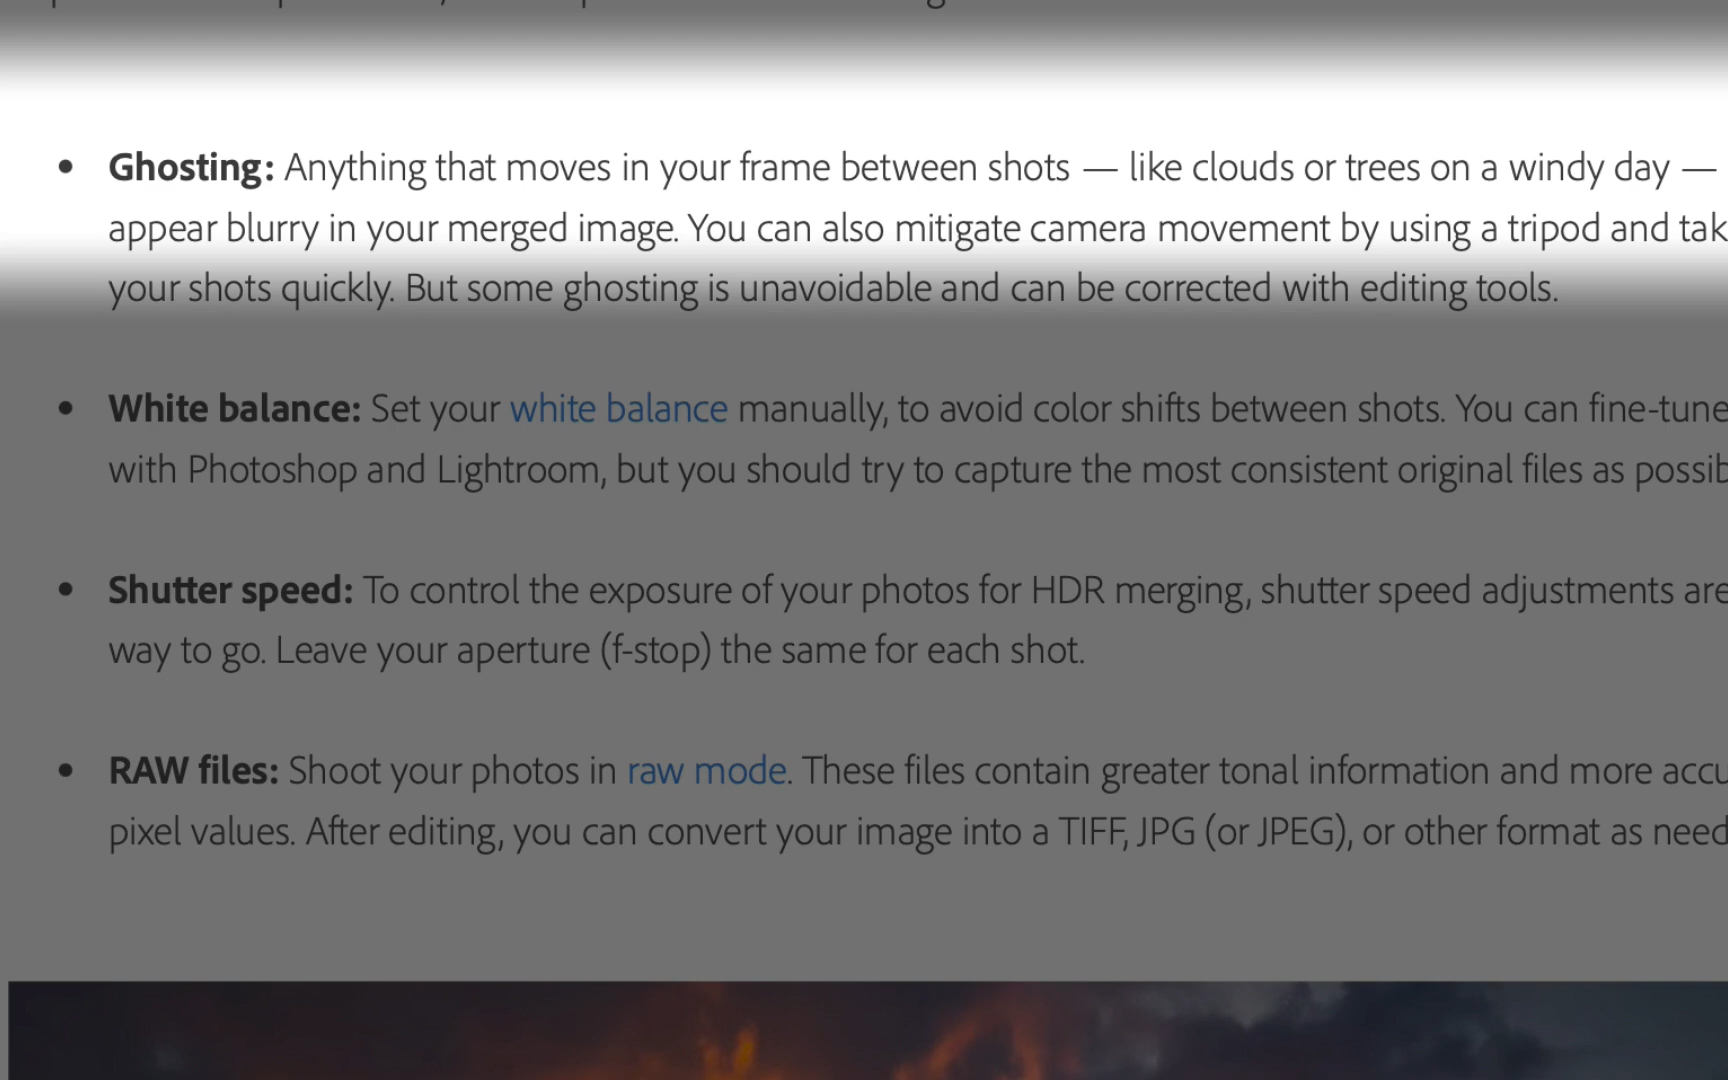 • Ghosting: Anything that moves in your frame between shots — like clouds or trees on a windy day —
appear blurry in your merged image. You can also mitigate camera movement by using a tripod and tak
your shots quickly. But some ghosting is unavoidable and can be corrected with editing tools.
• White balance: Set your white balance manually, to avoid color shifts between shots. You can fine-tune
with Photoshop and Lightroom, but you should try to capture the most consistent original files as possib
• Shutter speed: To control the exposure of your photos for HDR merging, shutter speed adjustments are
way to go. Leave your aperture (f-stop) the same for each shot.
• RAW files: Shoot your photos in raw mode. These files contain greater tonal information and more accu
pixel values. After editing, you can convert your image into a TIFF, JPG (or JPEG), or other format as need